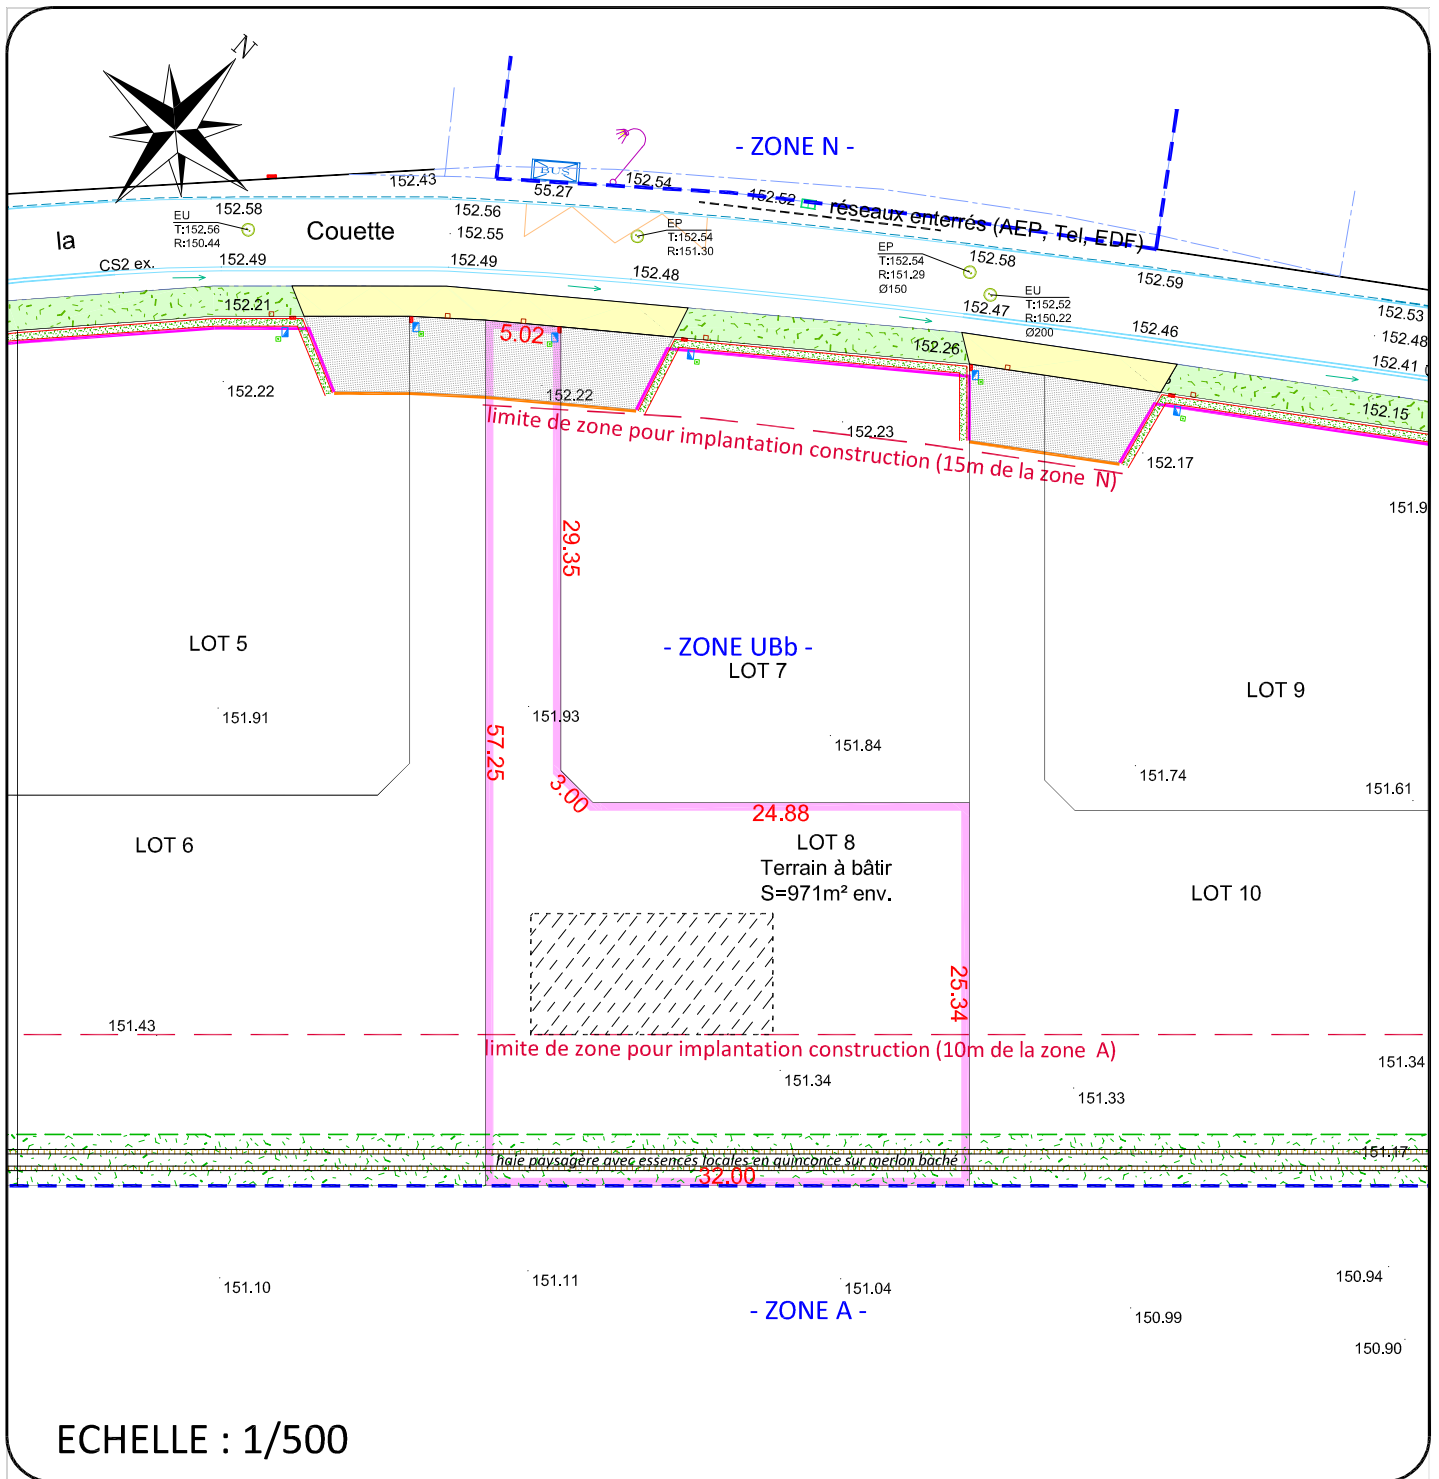 N
- ZONE N -
152.43
BUS
55.27
152.54
152.52
réseaux enterrés (AEP, Tel, EDF)
EU
T:152.56
R:150.44
152.58
la
Couette
152.56
152.55
EP
T:152.54
R:151.30
EP
T:152.54
R:151.29
Ø150
152.58
152.59
CS2 ex.
152.49
152.49
152.48
152.47
EU
T:152.52
R:150.22
Ø200
152.46
152.53
152.48
152.41
152.21
5.02
152.26
152.22
152.22
152.15
limite de zone pour implantation construction (15m de la zone N)
152.23
152.17
151.9
29.35
LOT 5
- ZONE UBb -
LOT 7
LOT 9
151.91
151.93
57.25
151.84
151.74
151.61
3.00
24.88
LOT 6
LOT 8
Terrain à bâtir
S=971m² env.
LOT 10
25.34
151.43
limite de zone pour implantation construction (10m de la zone A)
151.34
151.34
151.33
haie paysagère avec essences locales en quinconce sur merlon baché
151.17
32.00
151.10
151.11
151.04
150.94
- ZONE A -
150.99
150.90
ECHELLE : 1/500